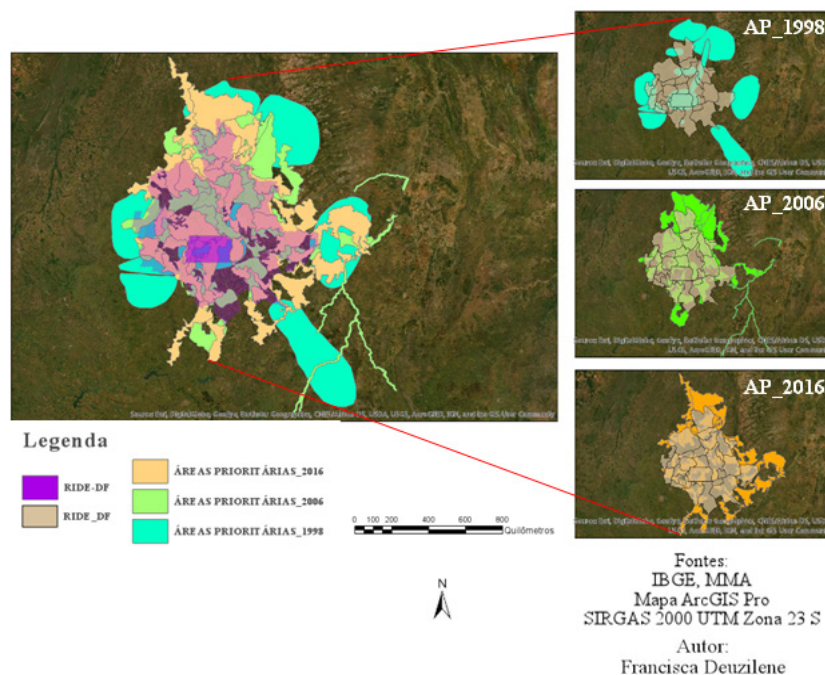 AP_1998
AP_2006
AP_2016
Legenda
RIDE-DF
RIDE_DF
ÁREAS PRIORITÁRIAS_2016
ÁREAS PRIORITÁRIAS_2006
ÁREAS PRIORITÁRIAS_1998
0 100 200 400 600 800
Quilômetros
N
Fontes:
IBGE, MMA
Mapa ArcGIS Pro
SIRGAS 2000 UTM Zona 23 S
Autor:
Francisca Deuzilene